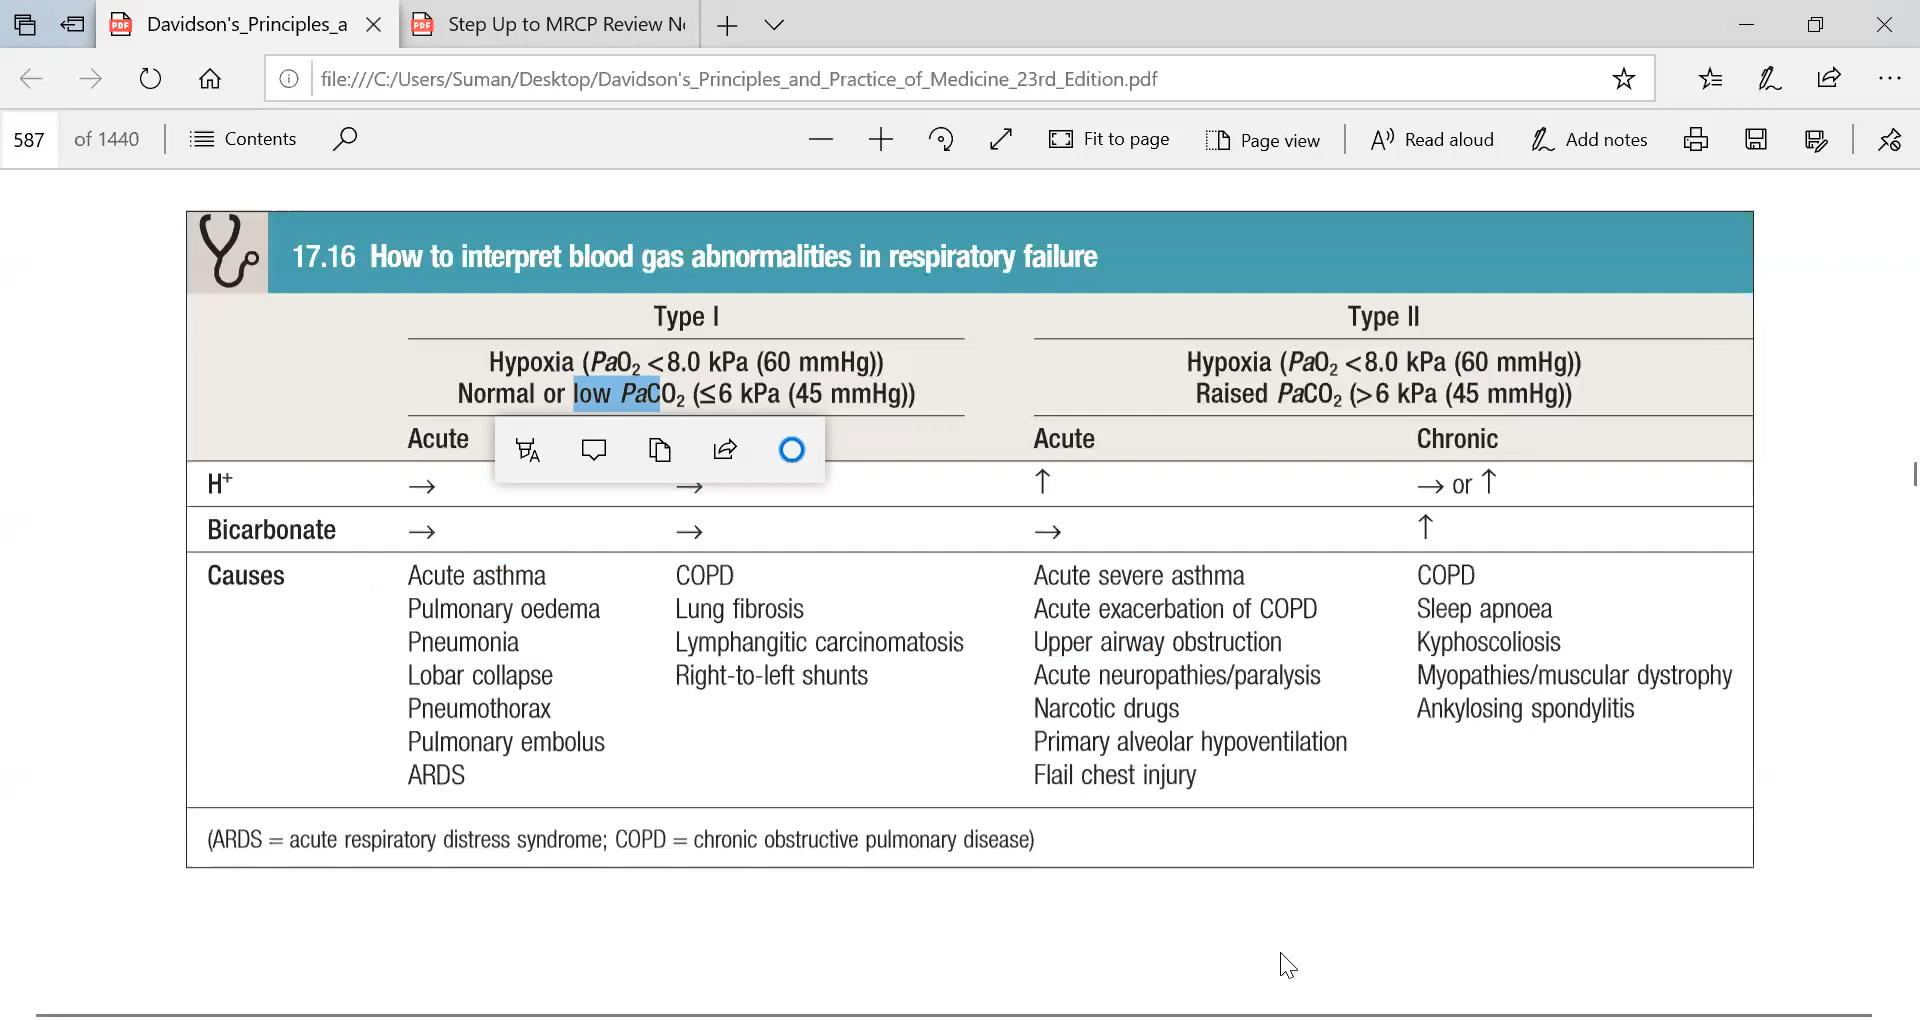 Davidson's_Principles_a
Step Up to MRCP Review N
file:///C:/Users/Suman/Desktop/Davidson's_Principles_and_Practice_of_Medicine_23rd_Edition.pdf
587 of 1440 Contents Fit to page Page view Read aloud Add notes
17.16 How to interpret blood gas abnormalities in respiratory failure
Type I Type II
Hypoxia (PaO₂ <8.0 kPa (60 mmHg)) Hypoxia (PaO₂ <8.0 kPa (60 mmHg))
Normal or low PaCO₂ (≤6 kPa (45 mmHg)) Raised PaCO₂ (>6 kPa (45 mmHg))
Acute Acute Chronic
H⁺ → → ↑ → or ↑
Bicarbonate → → → ↑
Causes Acute asthma COPD Acute severe asthma COPD
Pulmonary oedema Lung fibrosis Acute exacerbation of COPD Sleep apnoea
Pneumonia Lymphangitic carcinomatosis Upper airway obstruction Kyphoscoliosis
Lobar collapse Right-to-left shunts Acute neuropathies/paralysis Myopathies/muscular dystrophy
Pneumothorax Narcotic drugs Ankylosing spondylitis
Pulmonary embolus Primary alveolar hypoventilation
ARDS Flail chest injury
(ARDS = acute respiratory distress syndrome; COPD = chronic obstructive pulmonary disease)